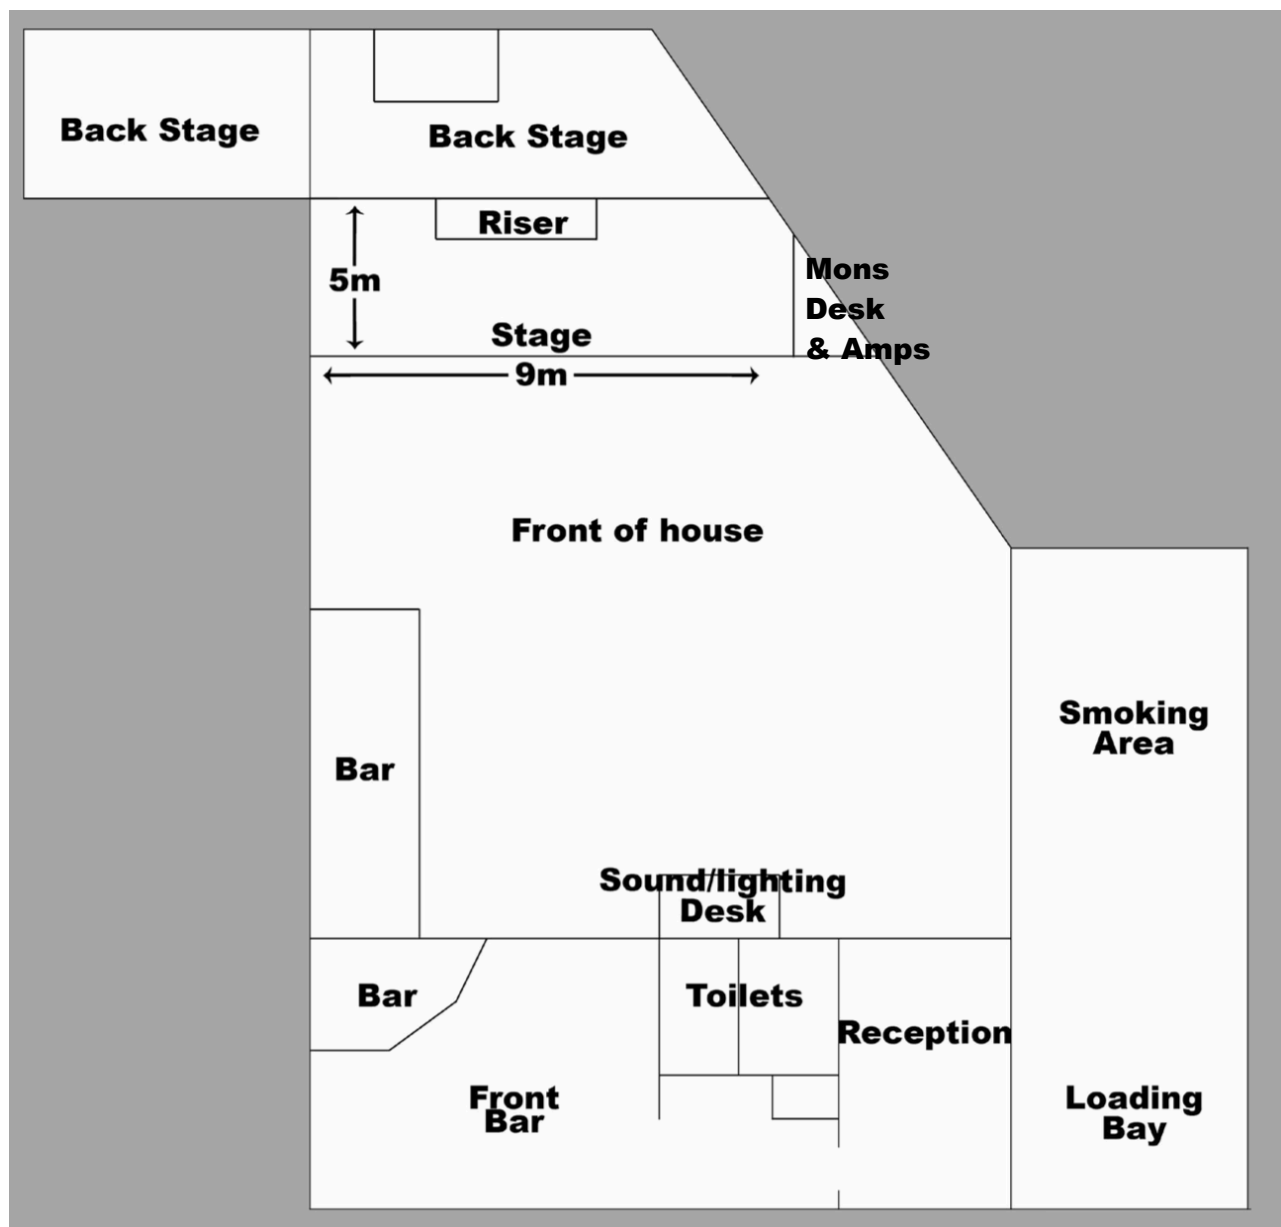 Back Stage
Back Stage
Riser
5m
Mons
Desk
& Amps
Stage
9m
Front of house
Bar
Smoking
Area
Sound/lighting
Desk
Bar
Toilets
Reception
Front
Bar
Loading
Bay